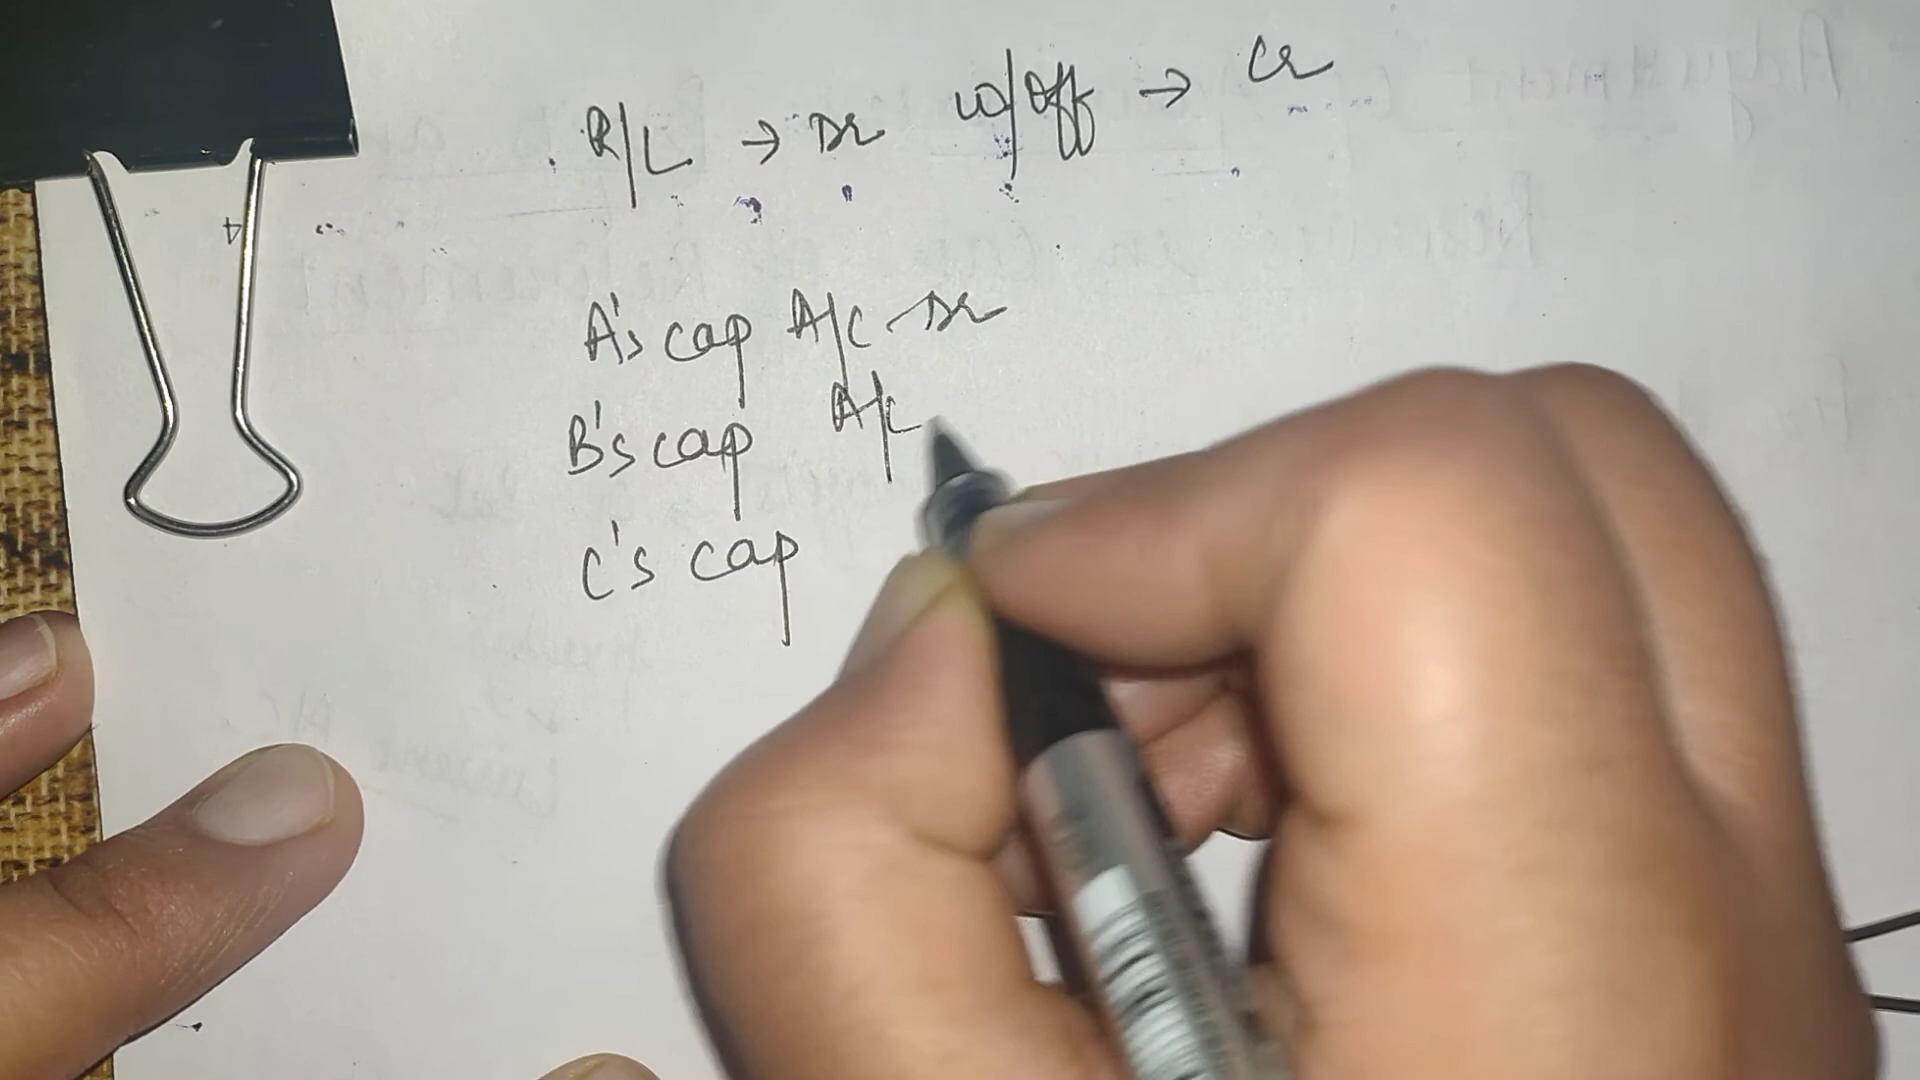 R/L → Dr w/off → Cr
A's cap A/C Dr
B's cap A/C
C's cap